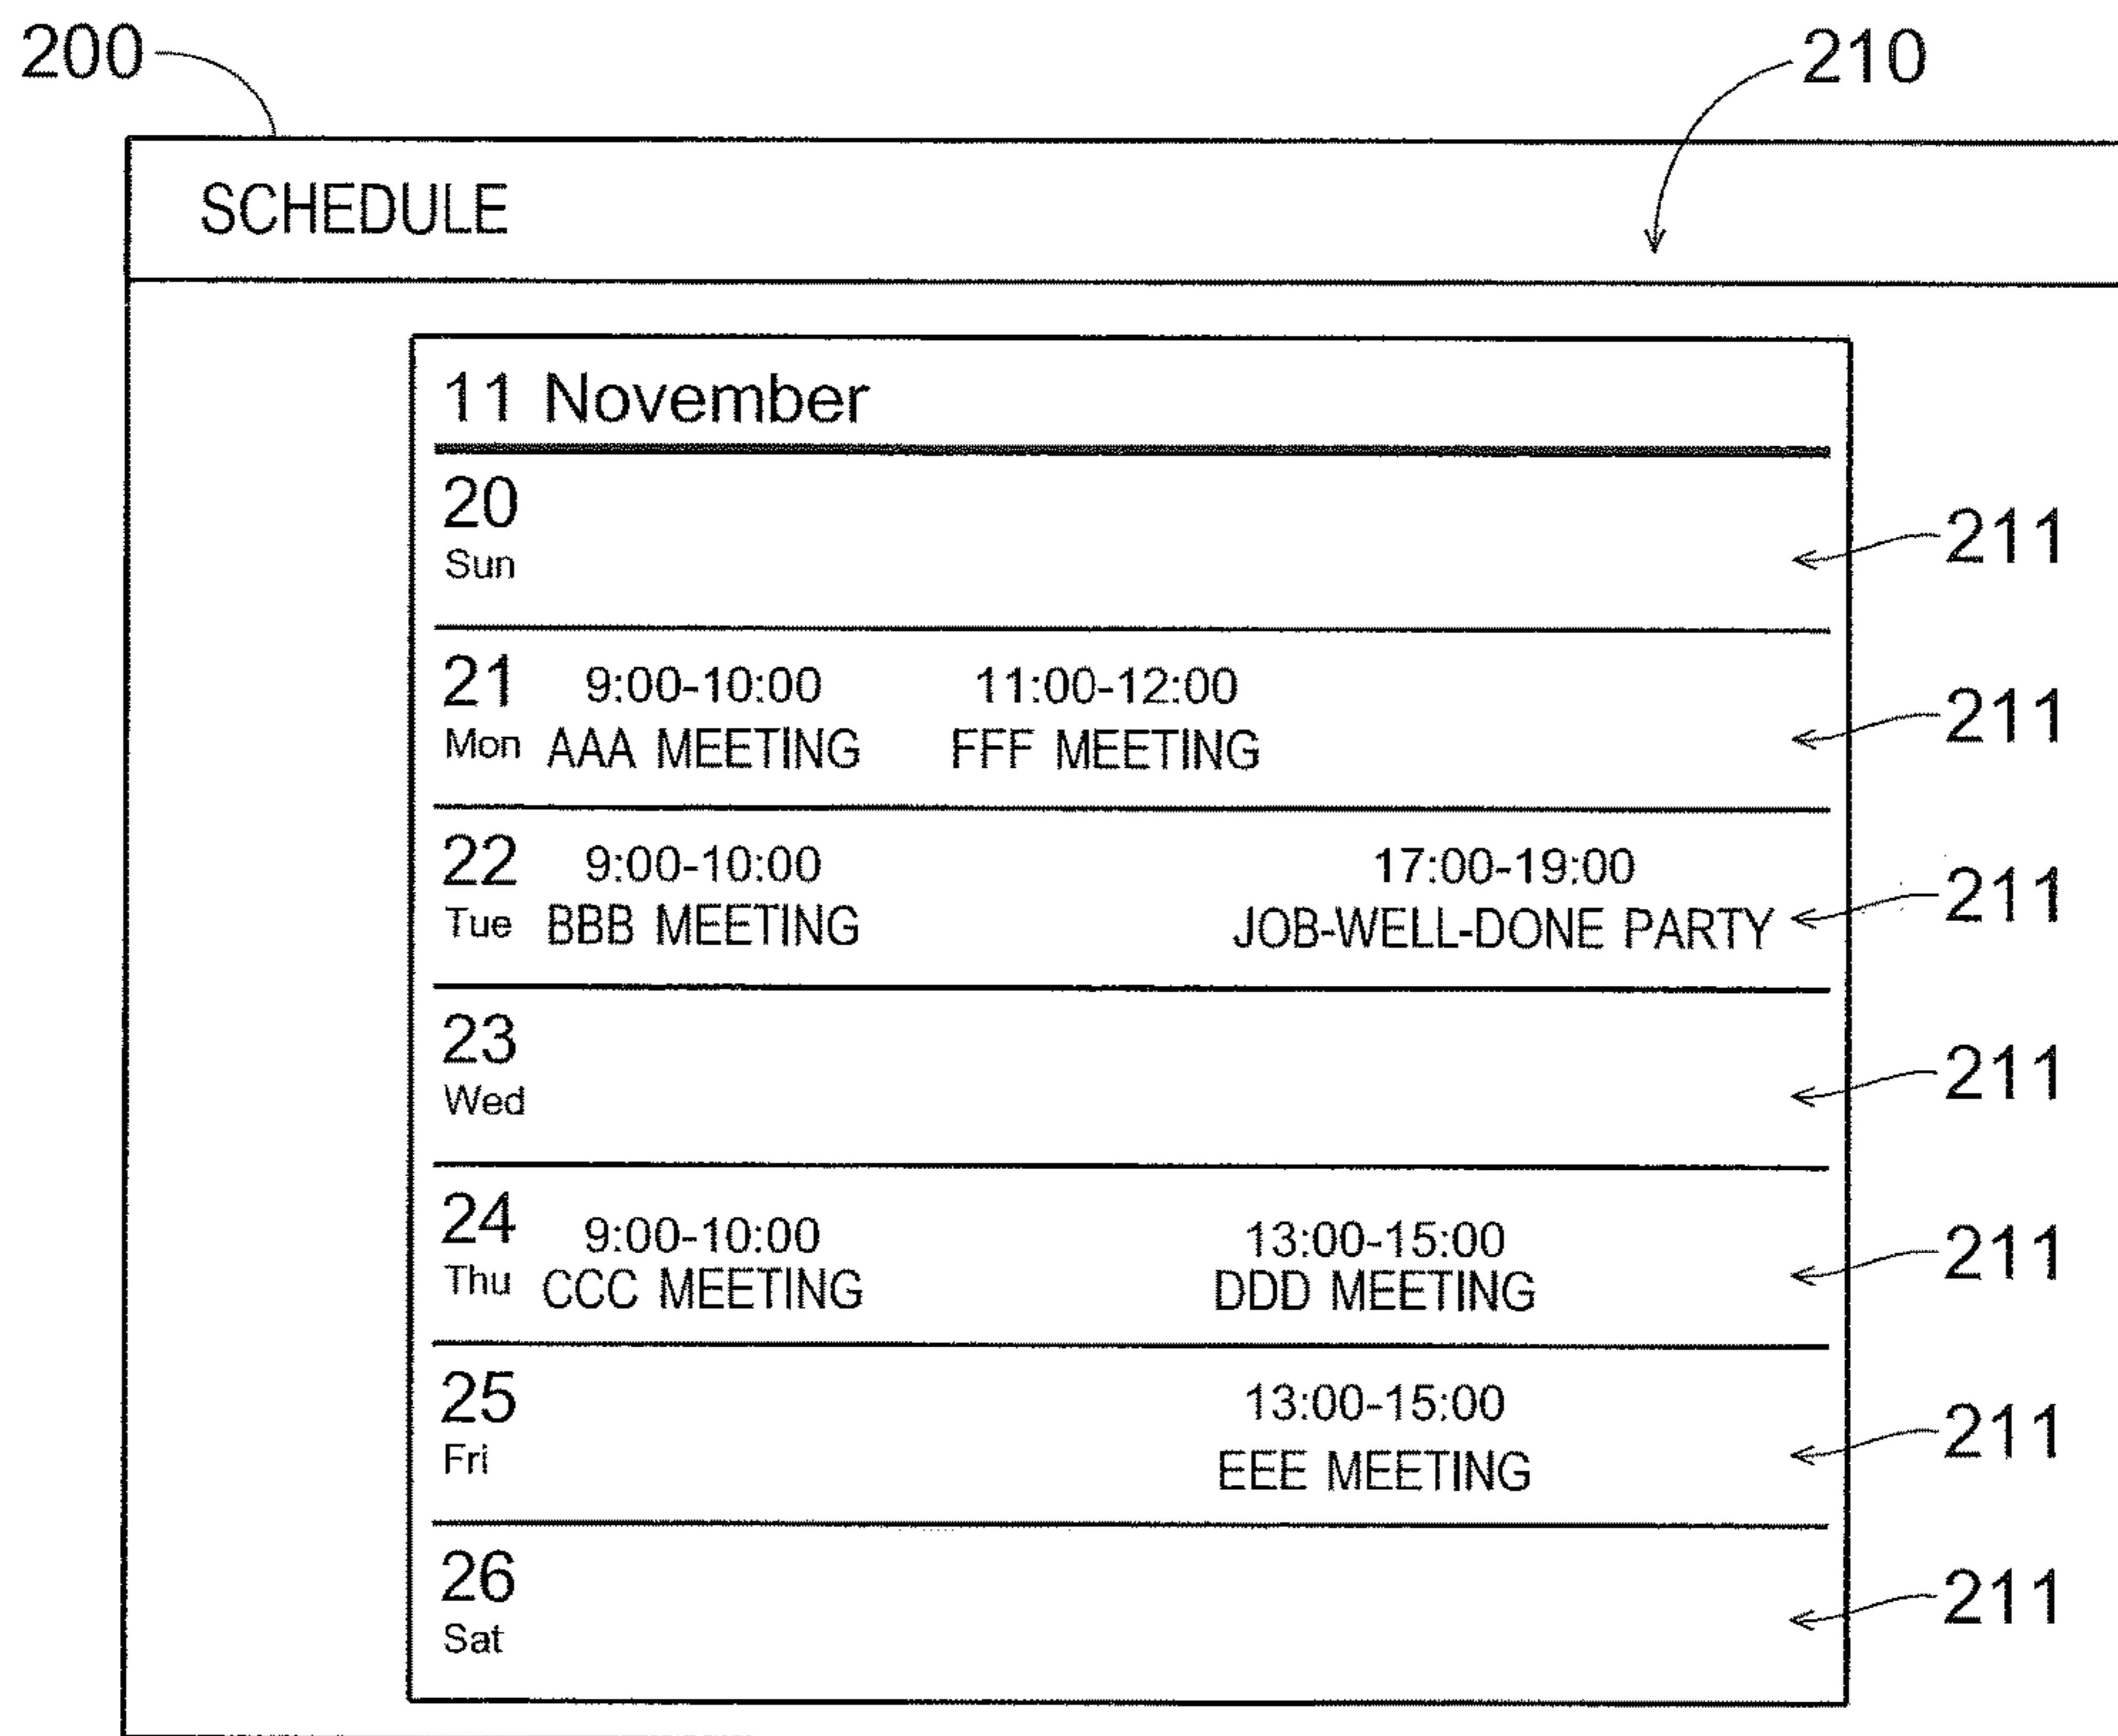 200
210
SCHEDULE
11 November
20
Sun
211
21 9:00-10:00 11:00-12:00
Mon AAA MEETING FFF MEETING
211
22 9:00-10:00 17:00-19:00
Tue BBB MEETING JOB-WELL-DONE PARTY
211
23
Wed
211
24 9:00-10:00 13:00-15:00
Thu CCC MEETING DDD MEETING
211
25 13:00-15:00
Fri EEE MEETING
211
26
Sat
211